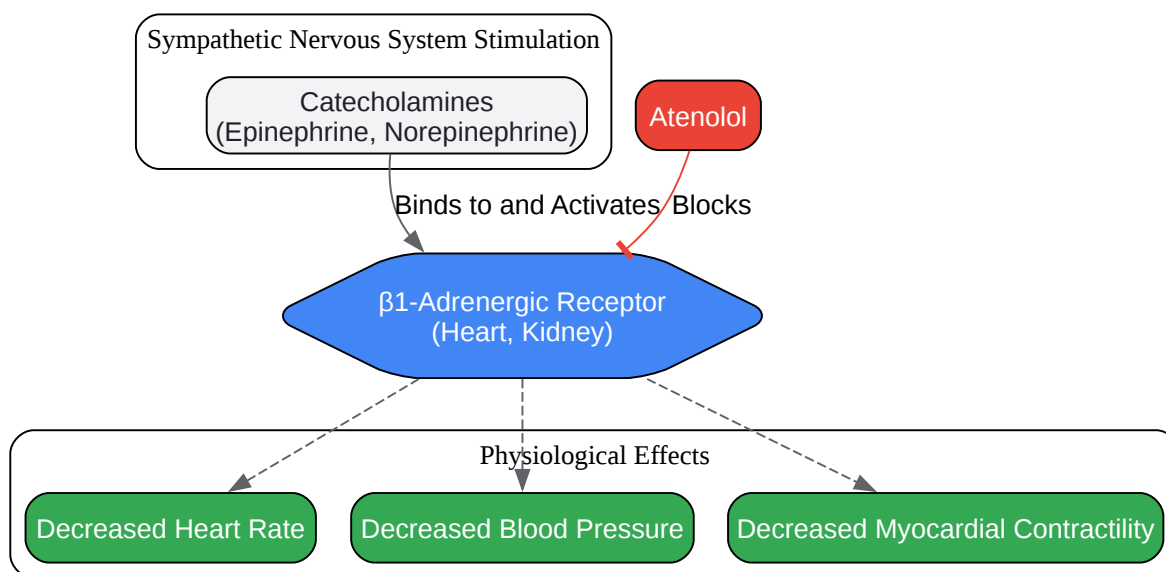 Sympathetic Nervous System Stimulation
Catecholamines
(Epinephrine, Norepinephrine)
Atenolol
Binds to and Activates
Blocks
β1-Adrenergic Receptor
(Heart, Kidney)
Physiological Effects
Decreased Heart Rate
Decreased Blood Pressure
Decreased Myocardial Contractility